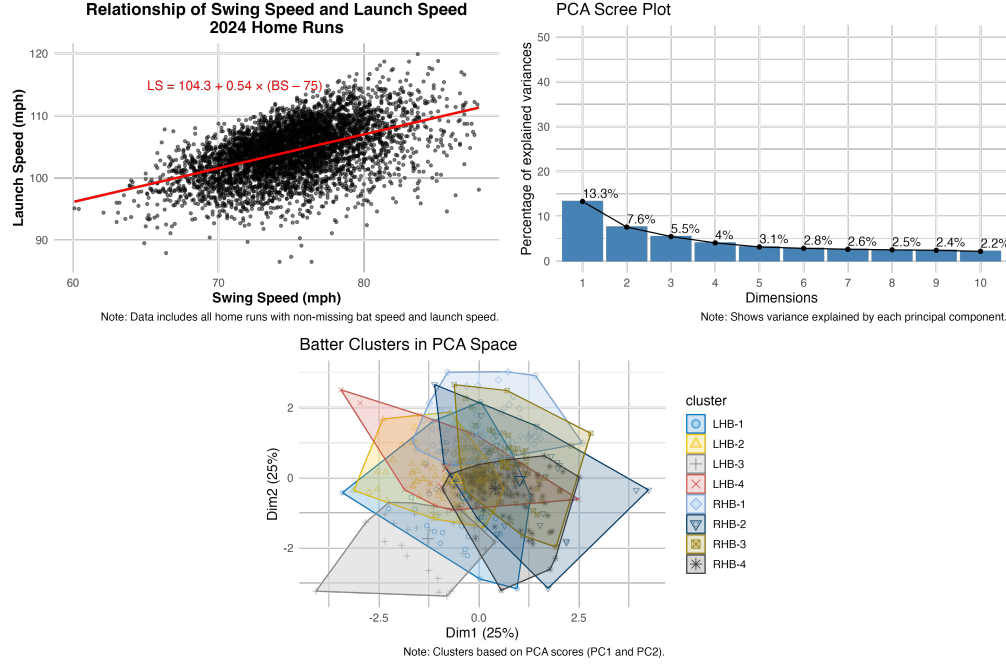 Relationship of Swing Speed and Launch Speed
2024 Home Runs
LS = 104.3 + 0.54 × (BS − 75)
Launch Speed (mph)
120
110
100
90
60
70
80
Swing Speed (mph)
Note: Data includes all home runs with non-missing bat speed and launch speed.
PCA Scree Plot
Percentage of explained variances
50
40
30
20
10
0
13.3%
7.6%
5.5%
4%
3.1%
2.8%
2.6%
2.5%
2.4%
2.2%
1
2
3
4
5
6
7
8
9
10
Dimensions
Note: Shows variance explained by each principal component.
Batter Clusters in PCA Space
Dim2 (25%)
2
0
-2
-2.5
0.0
2.5
Dim1 (25%)
Note: Clusters based on PCA scores (PC1 and PC2).
cluster
LHB-1
LHB-2
LHB-3
LHB-4
RHB-1
RHB-2
RHB-3
RHB-4